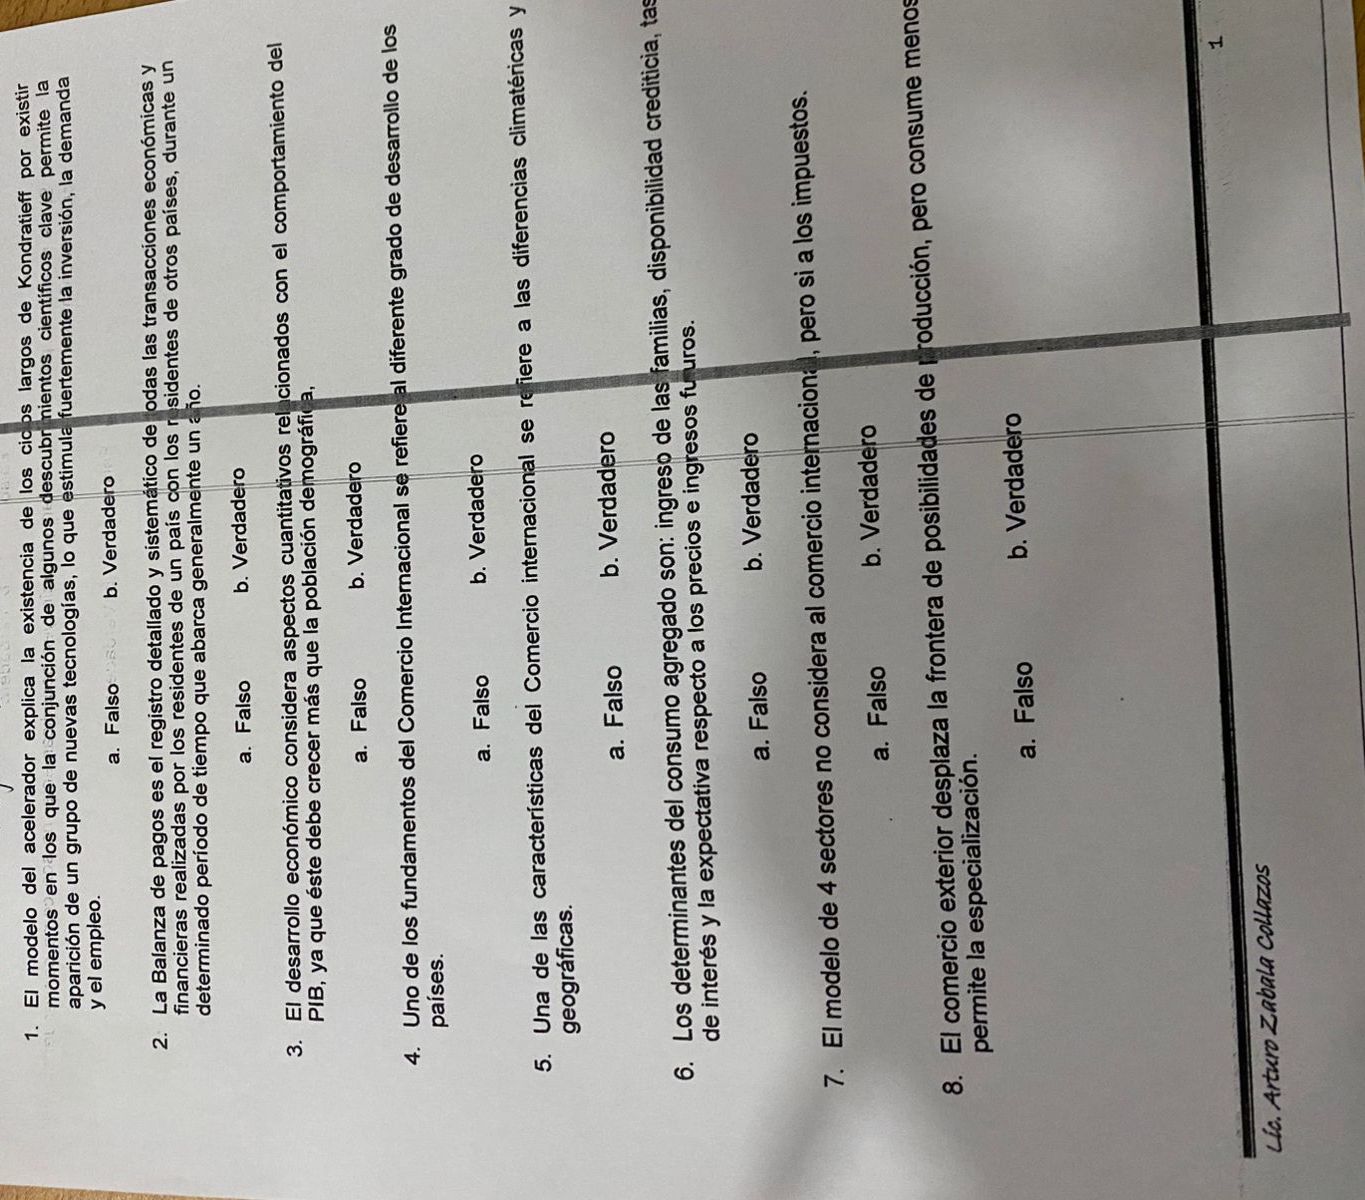 1. El modelo del acelerador explica la existencia de los ciclos largos de Kondratieff por existir
momentos en los que la conjunción de algunos descubrimientos científicos clave permite la
aparición de un grupo de nuevas tecnologías, lo que estimula fuertemente la inversión, la demanda
y el empleo.
a. Falso b. Verdadero
2. La Balanza de pagos es el registro detallado y sistemático de todas las transacciones económicas y
financieras realizadas por los residentes de un país con los residentes de otros países, durante un
determinado período de tiempo que abarca generalmente un año.
a. Falso b. Verdadero
3. El desarrollo económico considera aspectos cuantitativos relacionados con el comportamiento del
PIB, ya que éste debe crecer más que la población demográfica,
a. Falso b. Verdadero
4. Uno de los fundamentos del Comercio Internacional se refiere al diferente grado de desarrollo de los
países.
a. Falso b. Verdadero
5. Una de las características del Comercio internacional se refiere a las diferencias climatéricas y
geográficas.
a. Falso b. Verdadero
6. Los determinantes del consumo agregado son: ingreso de las familias, disponibilidad crediticia, tas
de interés y la expectativa respecto a los precios e ingresos futuros.
a. Falso b. Verdadero
7. El modelo de 4 sectores no considera al comercio internacional, pero si a los impuestos.
a. Falso b. Verdadero
8. El comercio exterior desplaza la frontera de posibilidades de producción, pero consume menos
permite la especialización.
a. Falso b. Verdadero
Lic. Arturo Zabala Collazos 1